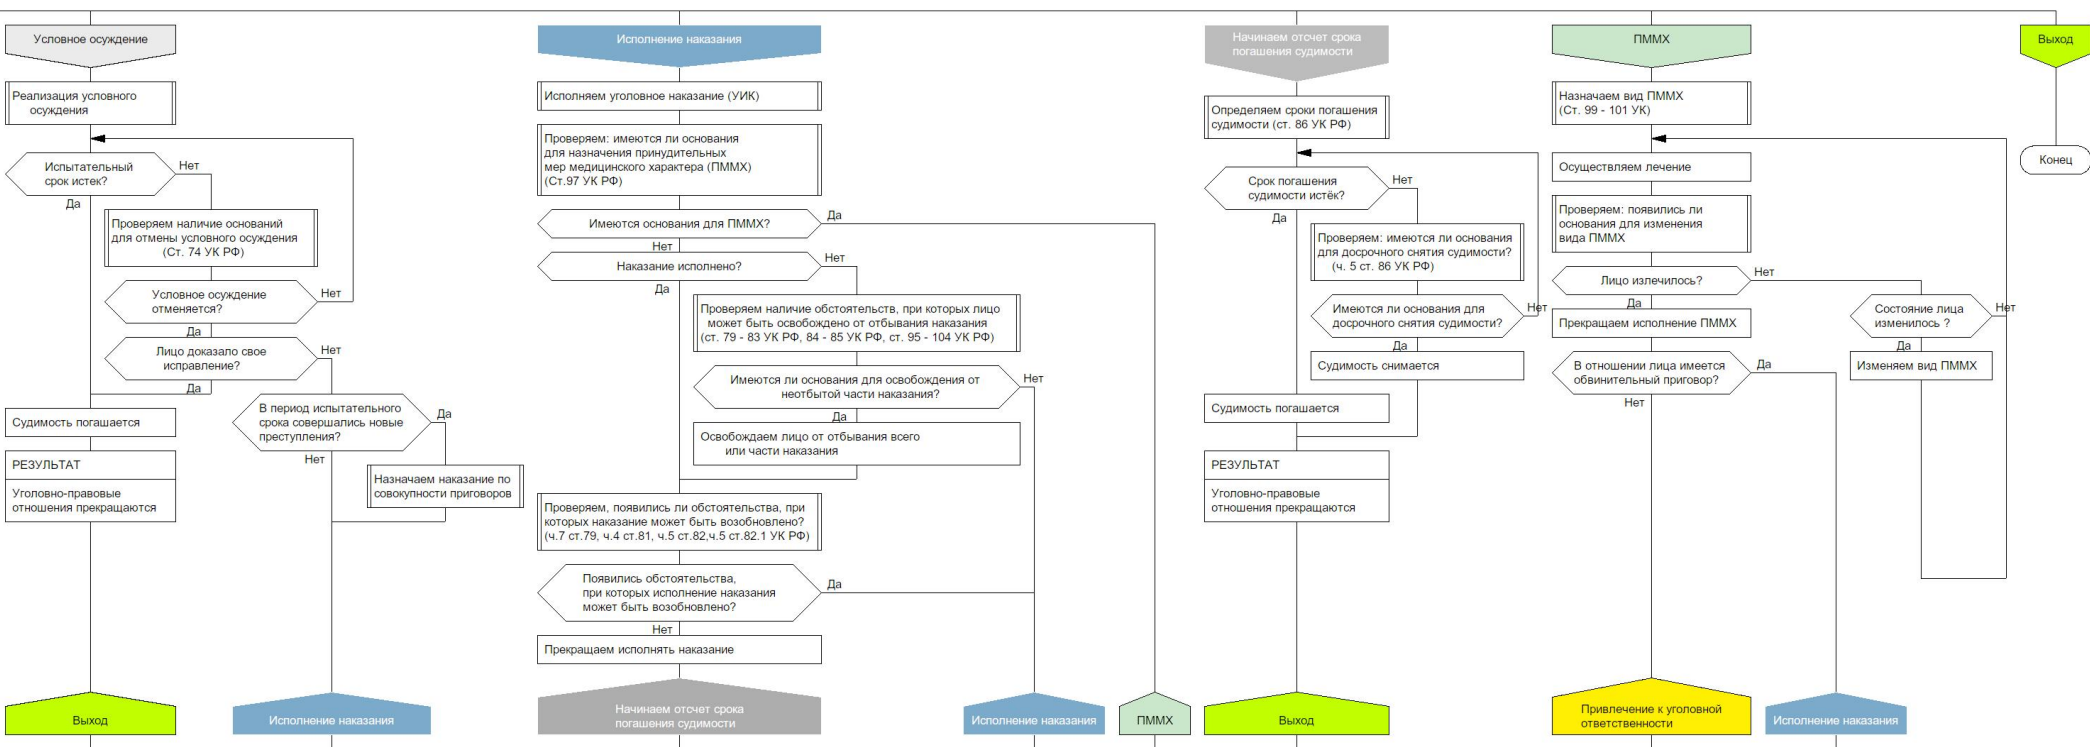 Условное осуждение
Реализация условного
осуждения
Испытательный
срок истек?
Нет
Да
Проверяем наличие оснований
для отмены условного осуждения
(Ст. 74 УК РФ)
Условное осуждение
отменяется?
Нет
Да
Лицо доказало свое
исправление?
Нет
Да
В период испытательного
срока совершались новые
преступления?
Да
Нет
Назначаем наказание по
совокупности приговоров
Судимость погашается
РЕЗУЛЬТАТ
Уголовно-правовые
отношения прекращаются
Выход
Исполнение наказания
Исполнение наказания
Исполняем уголовное наказание (УИК)
Проверяем: имеются ли основания
для назначения принудительных
мер медицинского характера (ПММХ)
(Ст.97 УК РФ)
Имеются основания для ПММХ?
Да
Нет
Наказание исполнено?
Нет
Да
Проверяем наличие обстоятельств, при которых лицо
может быть освобождено от отбывания наказания
(ст. 79 - 83 УК РФ, 84 - 85 УК РФ, ст. 95 - 104 УК РФ)
Имеются ли основания для освобождения от
неотбытой части наказания?
Нет
Да
Освобождаем лицо от отбывания всего
или части наказания
Проверяем, появились ли обстоятельства, при
которых наказание может быть возобновлено?
(ч.7 ст.79, ч.4 ст.81, ч.5 ст.82,ч.5 ст.82.1 УК РФ)
Появились обстоятельства,
при которых исполнение наказания
может быть возобновлено?
Да
Нет
Прекращаем исполнять наказание
Начинаем отсчет срока
погашения судимости
Исполнение наказания
ПММХ
Начинаем отсчет срока
погашения судимости
Определяем сроки погашения
судимости (ст. 86 УК РФ)
Срок погашения
судимости истёк?
Нет
Да
Проверяем: имеются ли основания
для досрочного снятия судимости?
(ч. 5 ст. 86 УК РФ)
Имеются ли основания для
досрочного снятия судимости?
Нет
Да
Судимость снимается
Судимость погашается
РЕЗУЛЬТАТ
Уголовно-правовые
отношения прекращаются
Выход
ПММХ
Назначаем вид ПММХ
(Ст. 99 - 101 УК)
Осуществляем лечение
Проверяем: появились ли
основания для изменения
вида ПММХ
Лицо излечилось?
Нет
Да
Прекращаем исполнение ПММХ
В отношении лица имеется
обвинительный приговор?
Да
Нет
Состояние лица
изменилось ?
Нет
Да
Изменяем вид ПММХ
Привлечение к уголовной
ответственности
Исполнение наказания
Выход
Конец